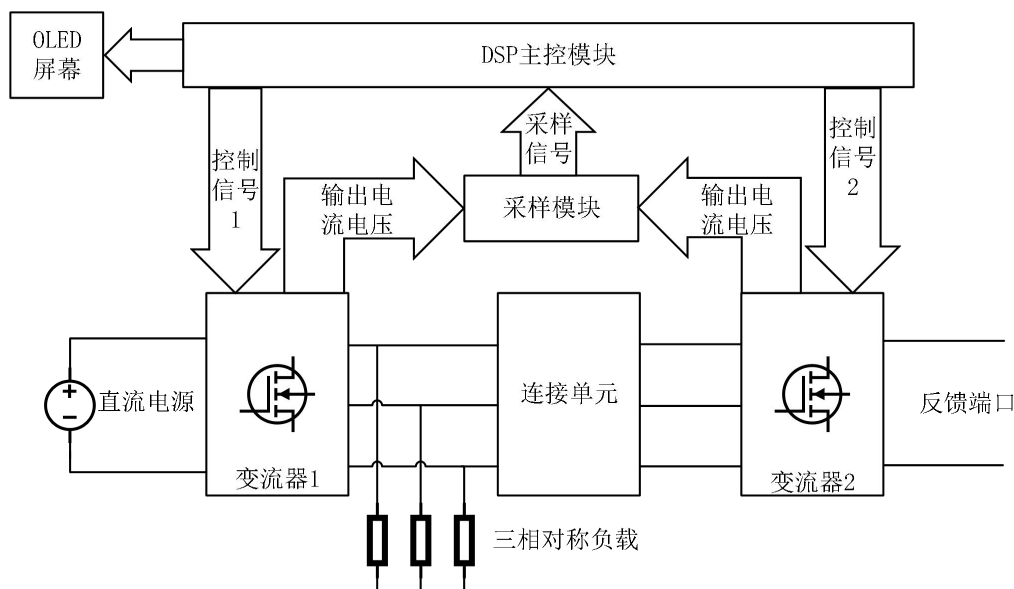 OLED
屏幕
DSP主控模块
控制
信号
1
采样
信号
控制
信号
2
输出电
流电压
采样模块
输出电
流电压
直流电源
变流器1
连接单元
变流器2
反馈端口
三相对称负载